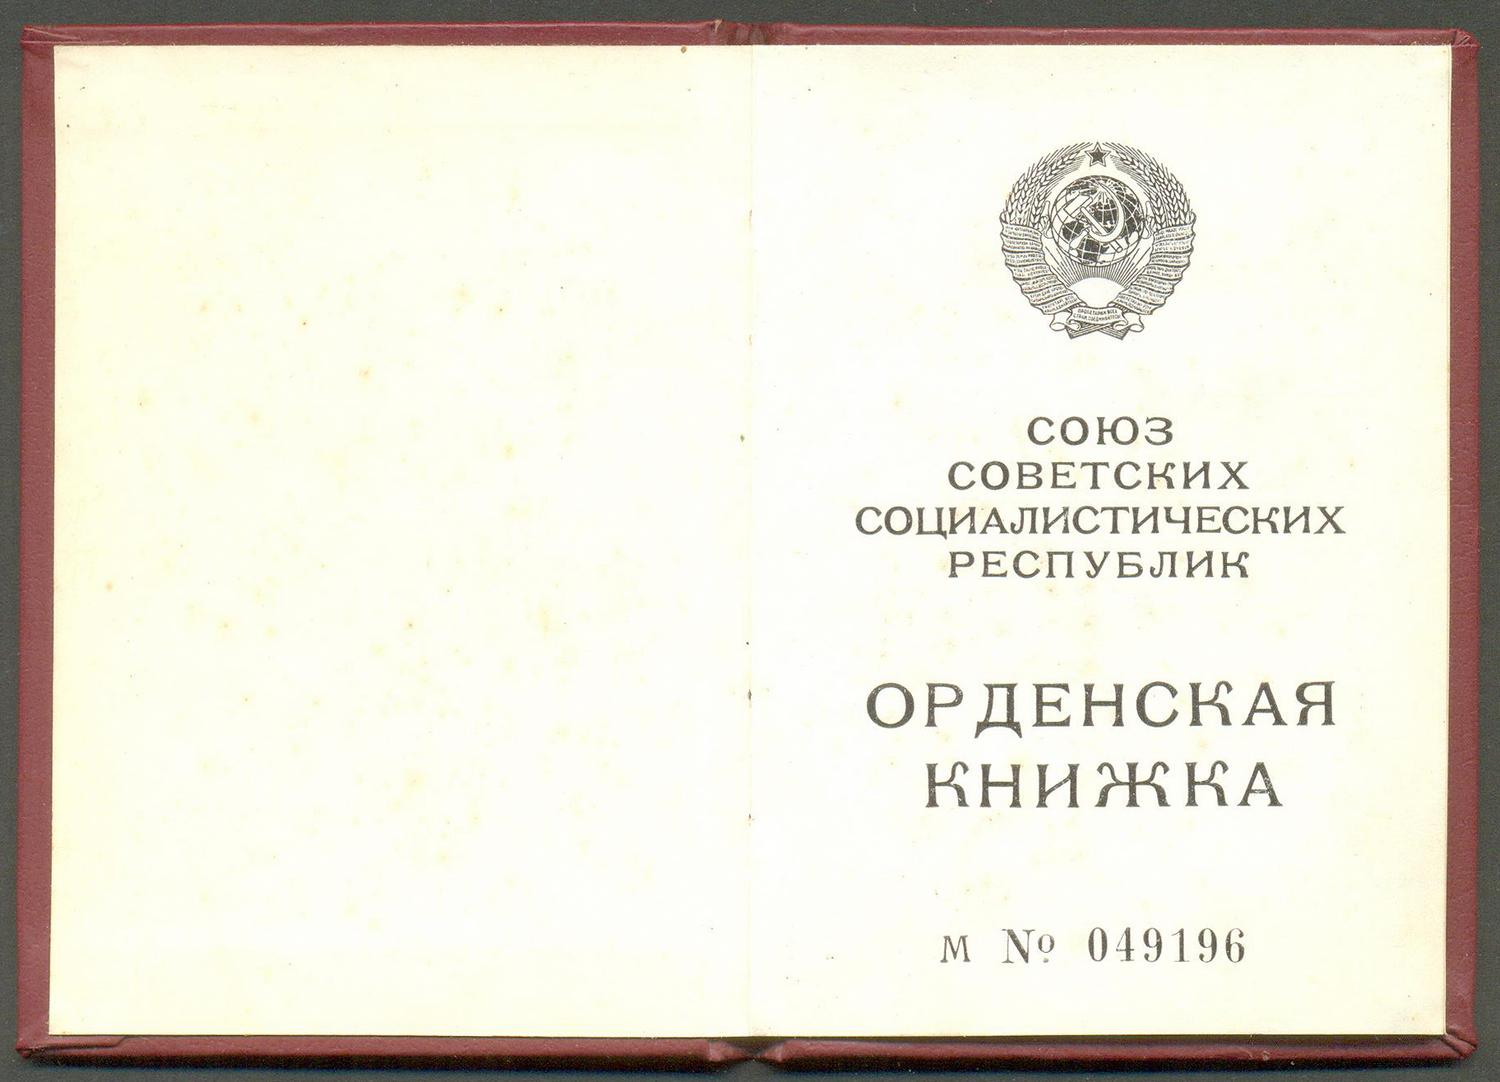 СОЮЗ
СОВЕТСКИХ
СОЦИАЛИСТИЧЕСКИХ
РЕСПУБЛИК
ОРДЕНСКАЯ
КНИЖКА
М № 049196